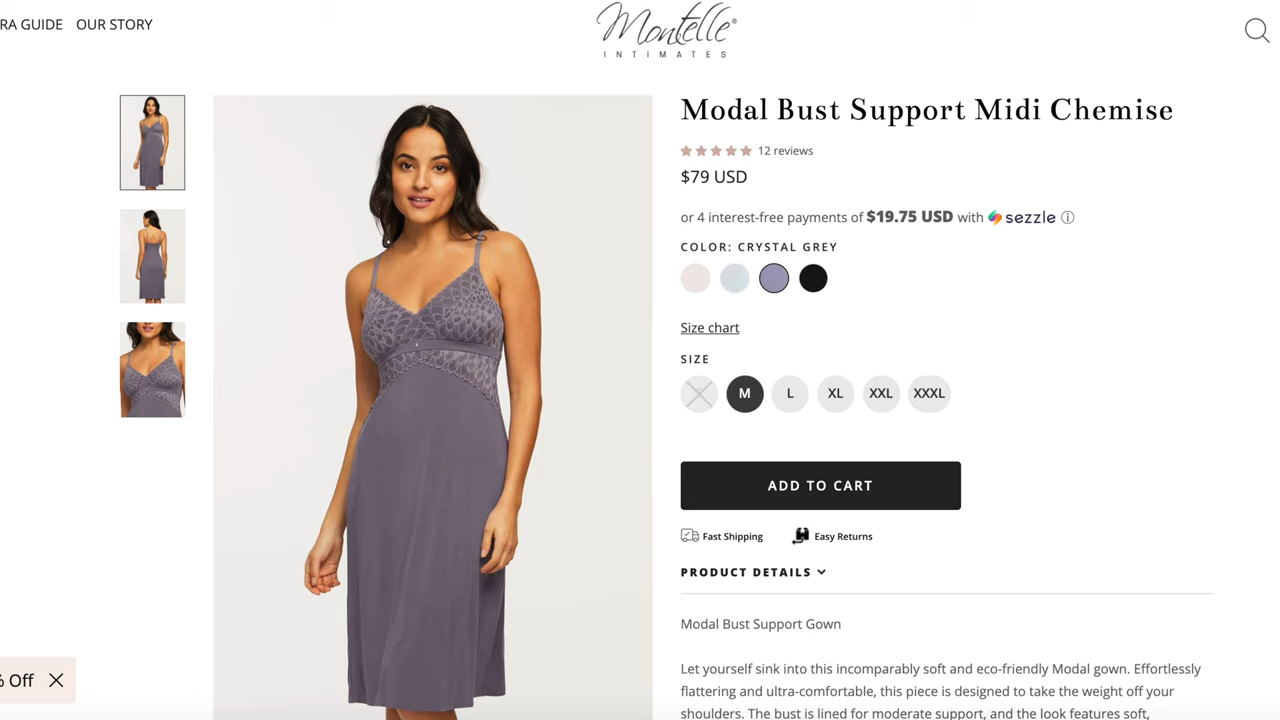 RA GUIDE OUR STORY
Montelle®
INTIMATES
Modal Bust Support Midi Chemise
12 reviews
$79 USD
or 4 interest-free payments of $19.75 USD with sezzle
COLOR: CRYSTAL GREY
Size chart
SIZE
M L XL XXL XXXL
ADD TO CART
Fast Shipping Easy Returns
PRODUCT DETAILS
Modal Bust Support Gown
% Off
Let yourself sink into this incomparably soft and eco-friendly Modal gown. Effortlessly
flattering and ultra-comfortable, this piece is designed to take the weight off your
shoulders. The bust is lined for moderate support, and the look features soft,